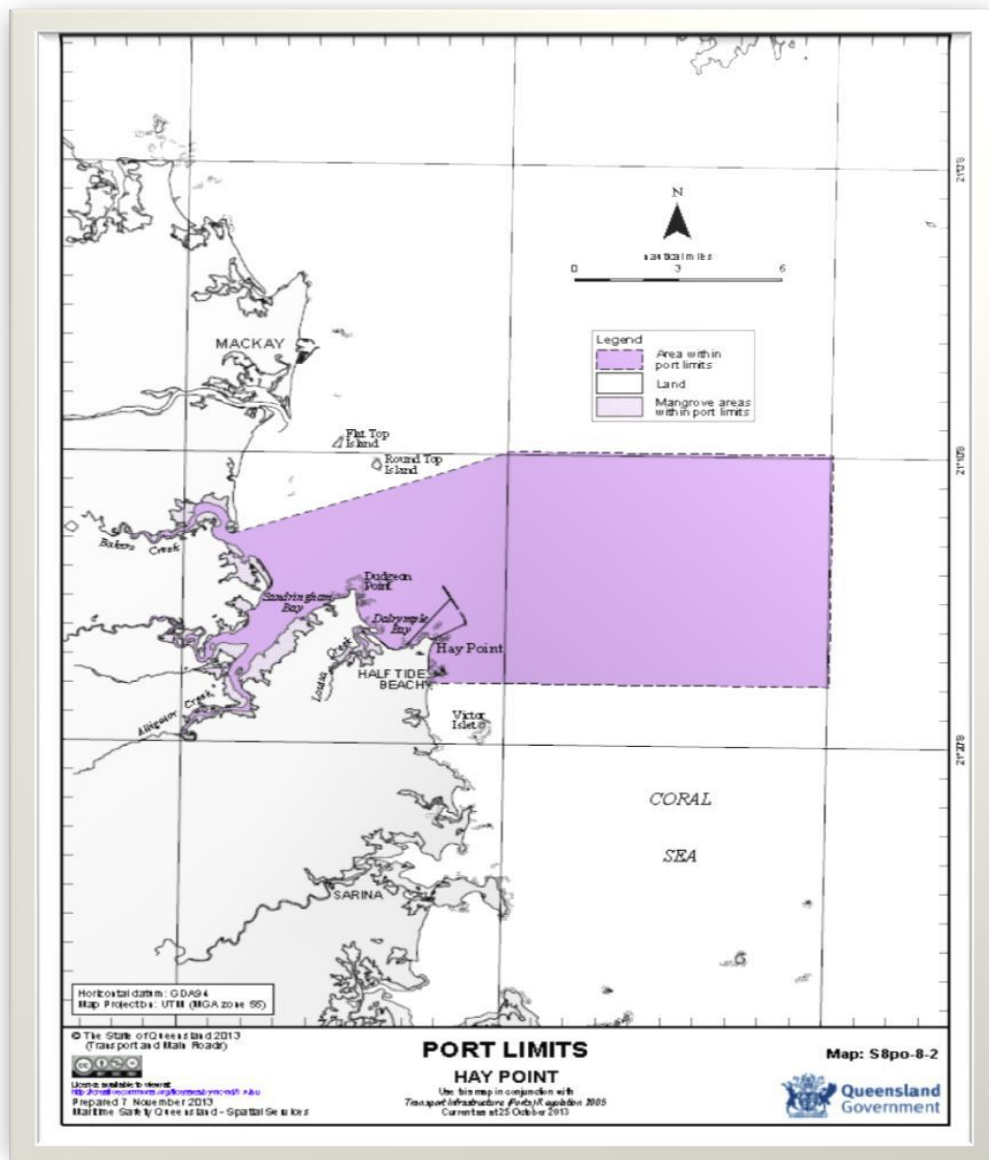 N
nautical miles
0 3 6
MACKAY
Legend
Area within
port limits
Land
Mangrove areas
within port limits
Flat Top
Island
Round Top
Island
Bakers Creek
Sandringham
Bay
Dudgeon
Point
Dalrymple
Bay
Hay Point
Louisa Creek
HALF TIDE
BEACH
Alligator Creek
Victor
Islet
CORAL
SEA
SARINA
Horizontal datum: GDA94
Map Projection: UTM (MGA zone 55)
© The State of Queensland 2013
(Transport and Main Roads)
Licence available to view at:
Prepared 7 November 2013
Maritime Safety Queensland - Spatial Services
PORT LIMITS
HAY POINT
Use this map in conjunction with
Transport Infrastructure (Ports) Regulation 2005
Current as at 25 October 2013
Map: S8po-8-2
Queensland
Government